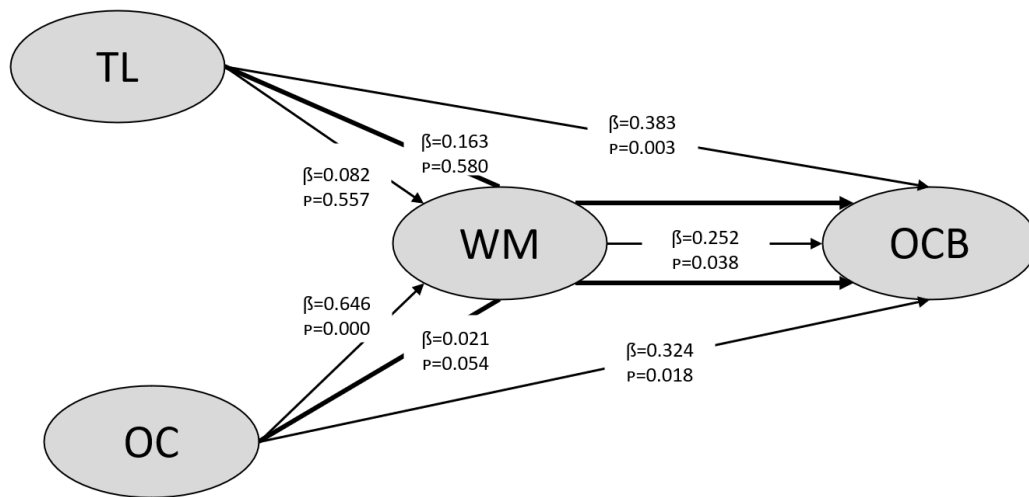 TL
ß=0.383
P=0.003
ß=0.163
P=0.580
ß=0.082
P=0.557
WM
ß=0.252
P=0.038
OCB
ß=0.646
P=0.000
ß=0.021
P=0.054
ß=0.324
P=0.018
OC